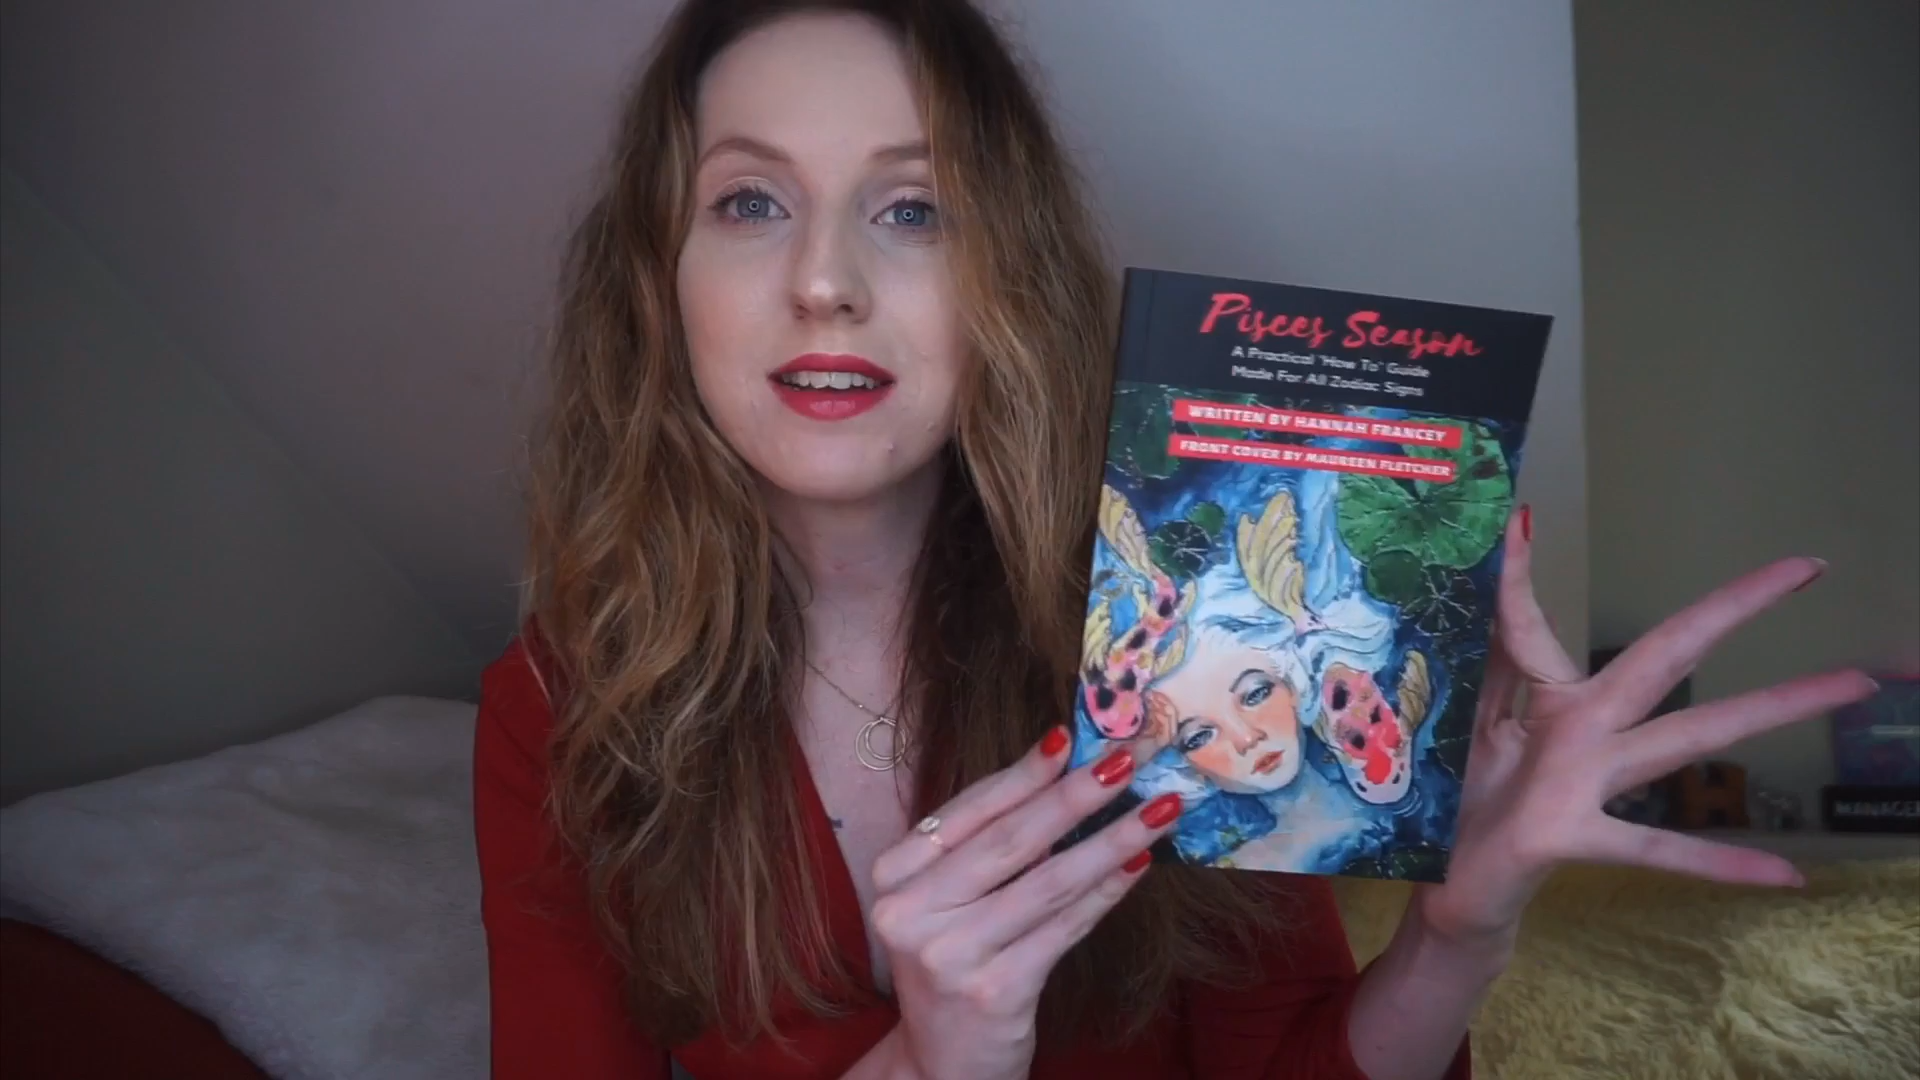 Pisces Season
A Practical 'How To' Guide
Made For All Zodiac Signs
WRITTEN BY HANNAH FRANCEY
FRONT COVER BY MAUREEN FLETCHER